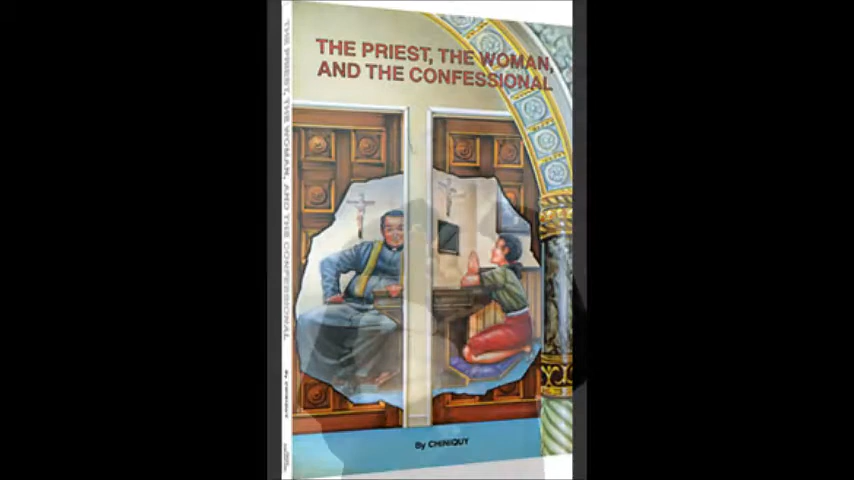 THE PRIEST, THE WOMAN,
AND THE CONFESSIONAL
By CHINIQUY
THE PRIEST, THE WOMAN, AND THE CONFESSIONAL